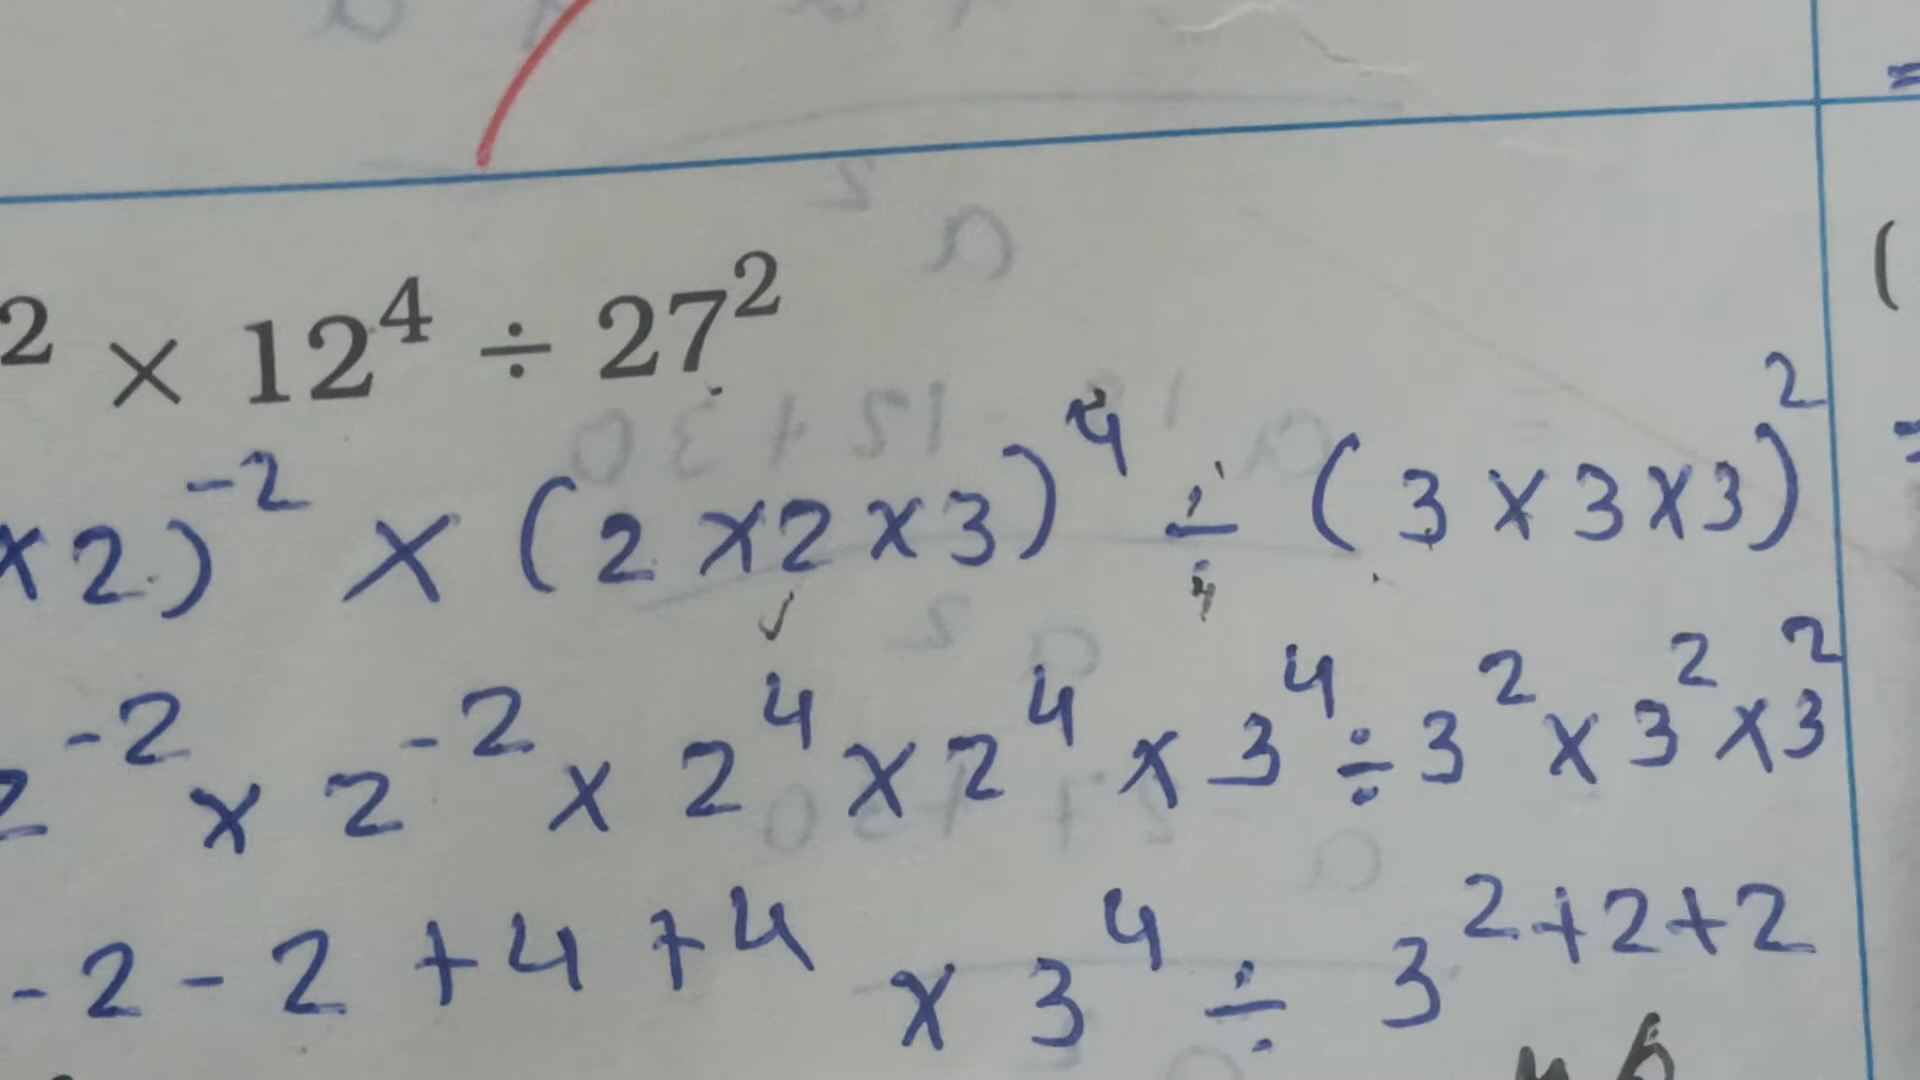 2 × 12⁴ ÷ 27²
× 2)⁻² × (2 × 2 × 3)⁴ ÷ (3 × 3 × 3)²
2⁻² × 2⁻² × 2⁴ × 2⁴ × 3⁴ ÷ 3² × 3² × 3²
- 2 - 2 + 4 + 4 × 3⁴ ÷ 3²⁺²⁺²